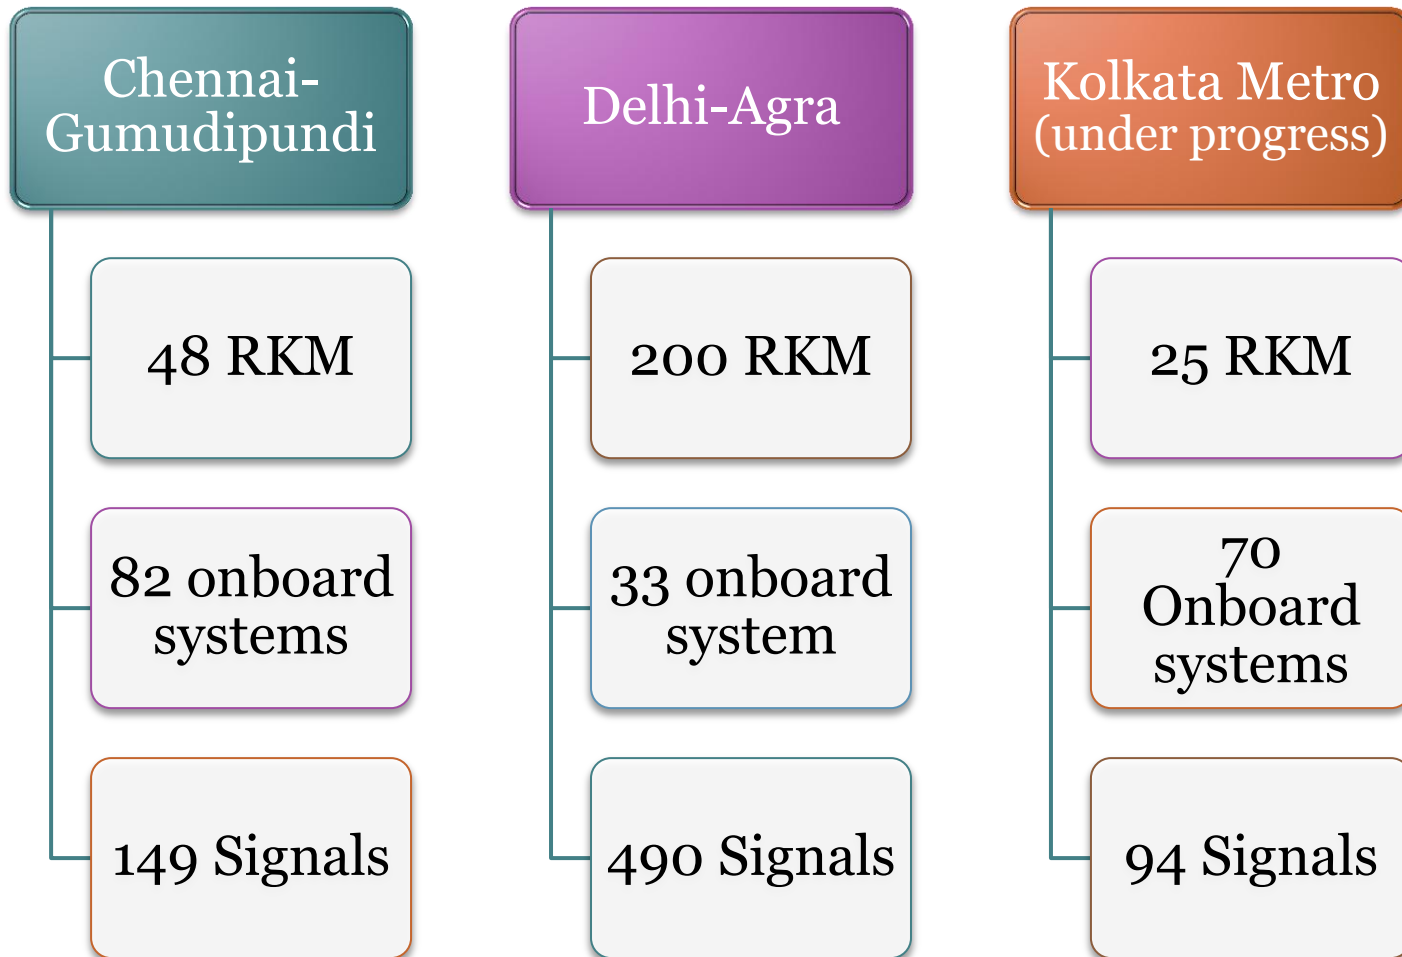 Chennai-
Gumudipundi
48 RKM
82 onboard
systems
149 Signals
Delhi-Agra
200 RKM
33 onboard
system
490 Signals
Kolkata Metro
(under progress)
25 RKM
70
Onboard
systems
94 Signals